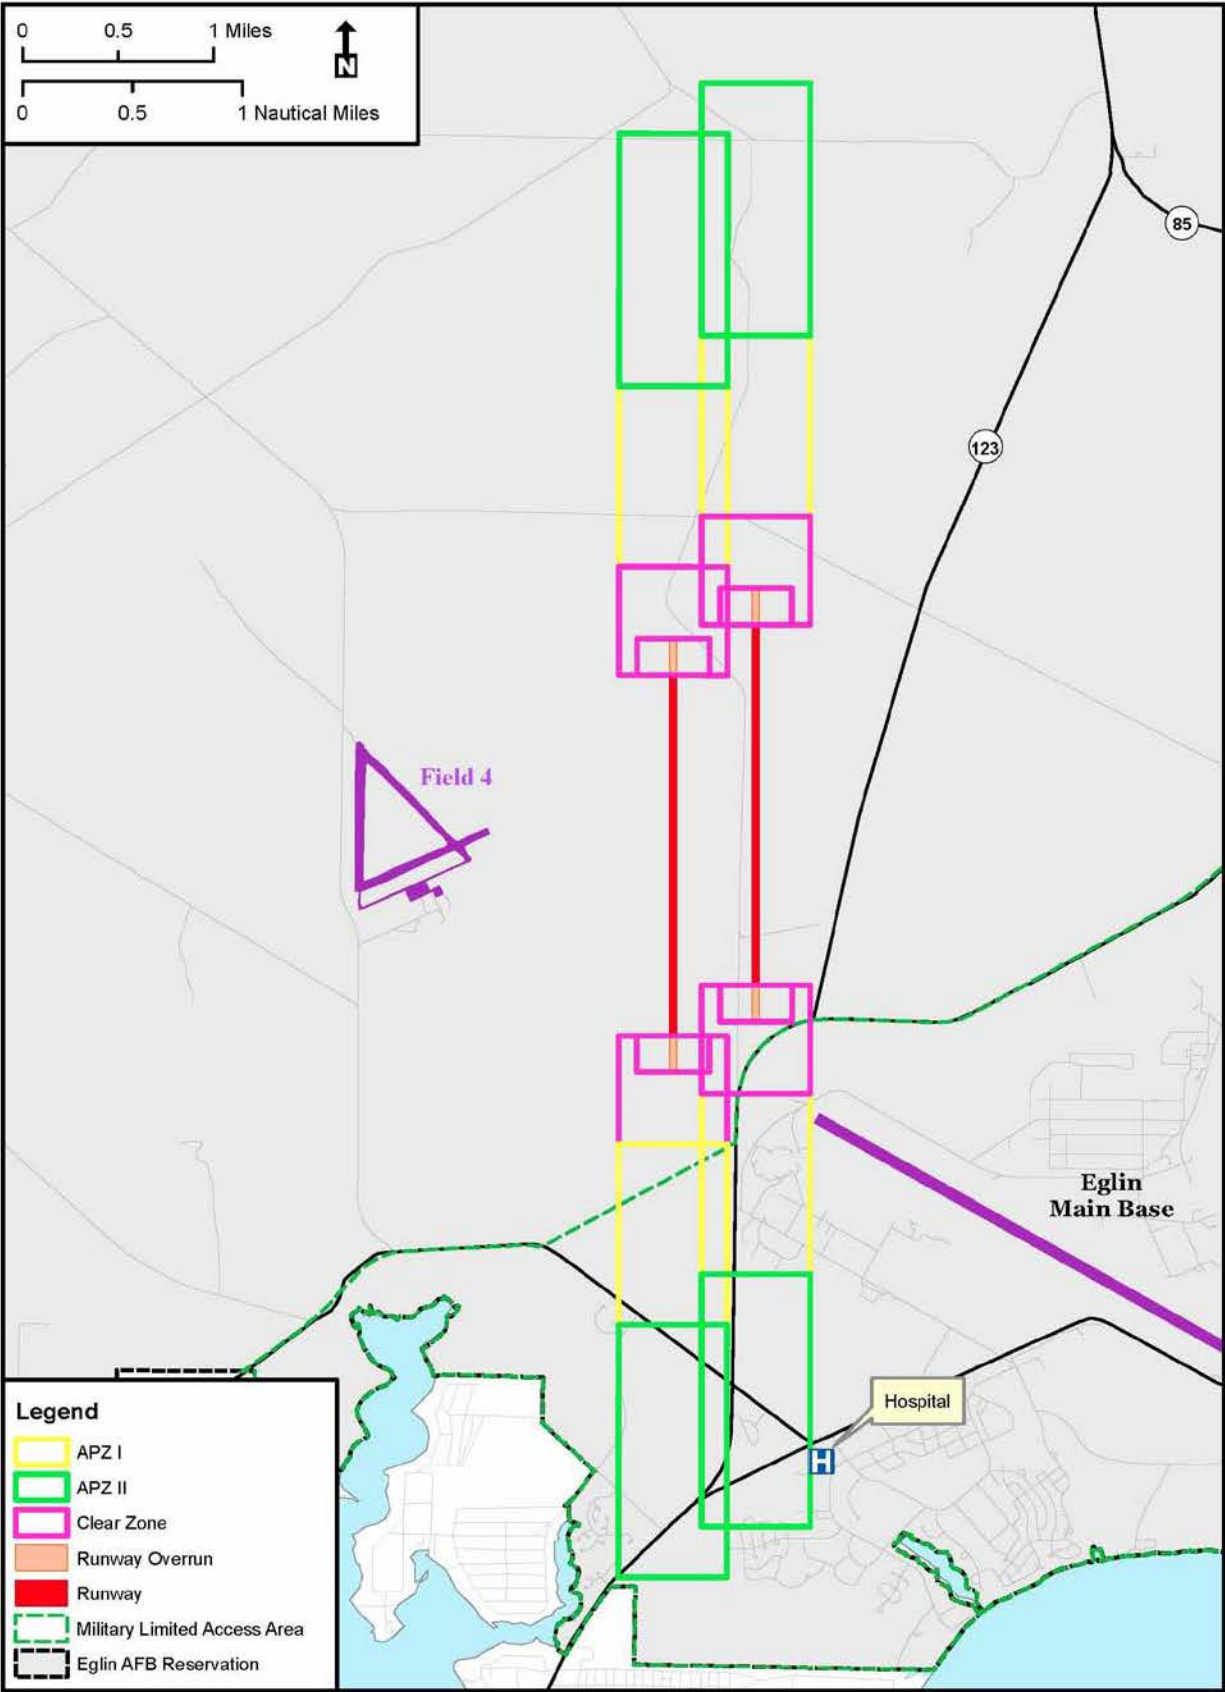 0 0.5 1 Miles
N
0 0.5 1 Nautical Miles
85
123
Field 4
Eglin
Main Base
Hospital
H
Legend
APZ I
APZ II
Clear Zone
Runway Overrun
Runway
Military Limited Access Area
Eglin AFB Reservation